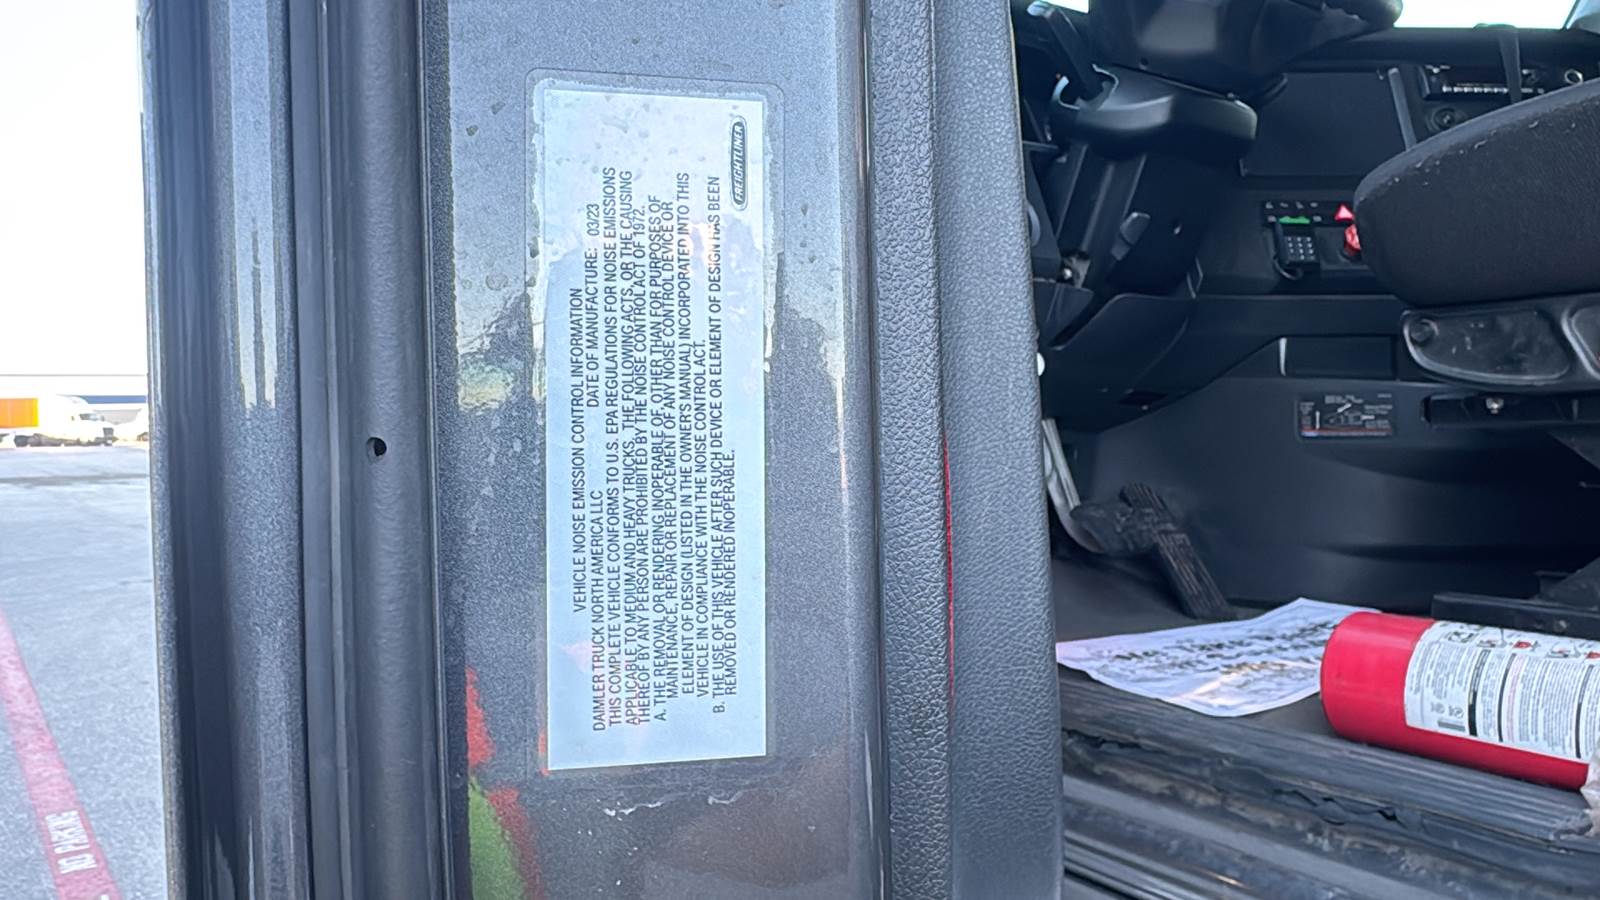 FREIGHTLINER
VEHICLE NOISE EMISSION CONTROL INFORMATION
DAIMLER TRUCK NORTH AMERICA LLC DATE OF MANUFACTURE: 03/23
THIS COMPLETE VEHICLE CONFORMS TO U.S. EPA REGULATIONS FOR NOISE EMISSIONS
APPLICABLE TO MEDIUM AND HEAVY TRUCKS. THE FOLLOWING ACTS, OR THE CAUSING
THEREOF BY ANY PERSON ARE PROHIBITED BY THE NOISE CONTROL ACT OF 1972.
A. THE REMOVAL, OR RENDERING INOPERABLE OF, OTHER THAN FOR PURPOSES OF
MAINTENANCE, REPAIR OR REPLACEMENT OF ANY NOISE CONTROL DEVICE OR
ELEMENT OF DESIGN (LISTED IN THE OWNER'S MANUAL) INCORPORATED INTO THIS
VEHICLE IN COMPLIANCE WITH THE NOISE CONTROL ACT.
B. THE USE OF THIS VEHICLE AFTER SUCH DEVICE OR ELEMENT OF DESIGN HAS BEEN
REMOVED OR RENDERED INOPERABLE.
NO PARKING